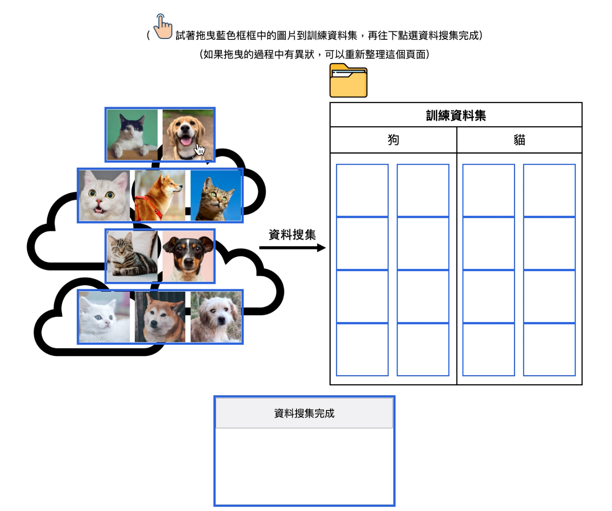 ( 試著拖曳藍色框框中的圖片到訓練資料集，再往下點選資料搜集完成)
(如果拖曳的過程中有異狀，可以重新整理這個頁面)
訓練資料集
狗 貓
資料搜集
資料搜集完成